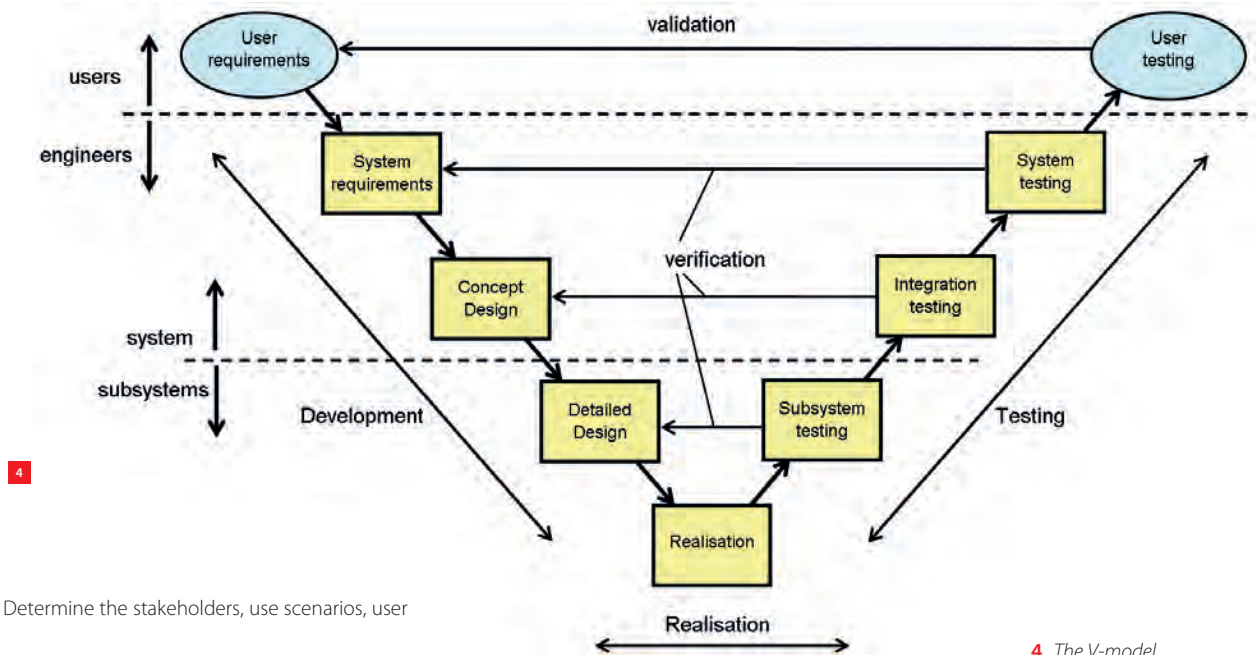 validation
User
requirements
User
testing
users
engineers
System
requirements
System
testing
verification
Concept
Design
Integration
testing
system
subsystems
Development
Detailed
Design
Subsystem
testing
Testing
4
Realisation
Determine the stakeholders, use scenarios, user
Realisation
4 The V-model